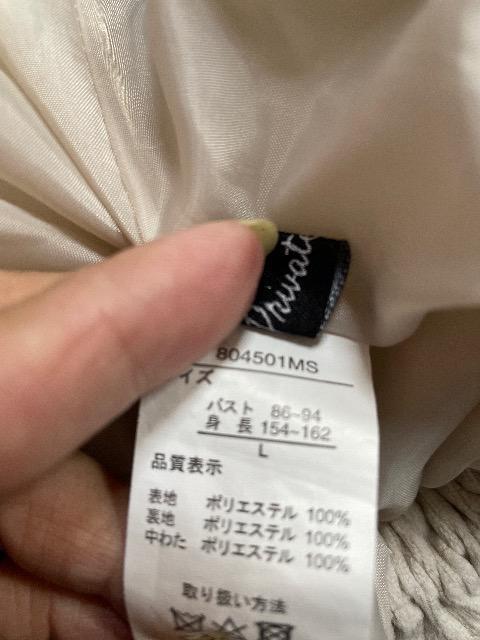 Private
804501MS
イズ
バスト 86~94
身長 154~162
L
品質表示
表地 ポリエステル 100%
裏地 ポリエステル 100%
中わた ポリエステル 100%
取り扱い方法